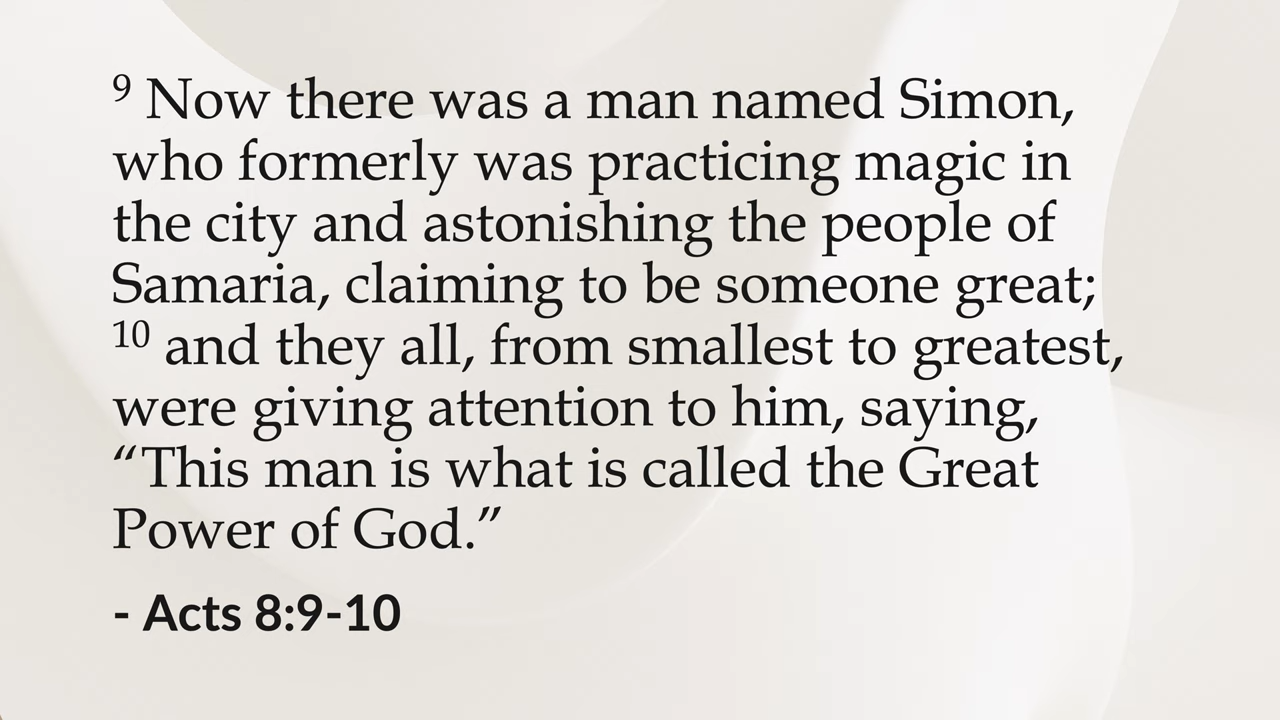 9 Now there was a man named Simon,
who formerly was practicing magic in
the city and astonishing the people of
Samaria, claiming to be someone great;
10 and they all, from smallest to greatest,
were giving attention to him, saying,
“This man is what is called the Great
Power of God.”
- Acts 8:9-10